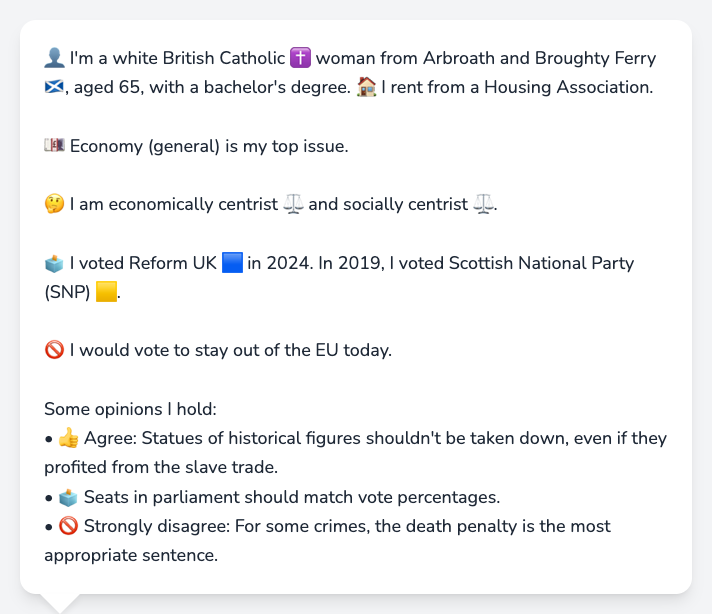 👤 I'm a white British Catholic ✝️ woman from Arbroath and Broughty Ferry
🏴󠁧󠁢󠁳󠁣󠁴󠁿, aged 65, with a bachelor's degree. 🏠 I rent from a Housing Association.
💷 Economy (general) is my top issue.
🤔 I am economically centrist ⚖️ and socially centrist ⚖️.
🗳️ I voted Reform UK 🟦 in 2024. In 2019, I voted Scottish National Party
(SNP) 🟨.
🚫 I would vote to stay out of the EU today.
Some opinions I hold:
• 👍 Agree: Statues of historical figures shouldn't be taken down, even if they
profited from the slave trade.
• 🗳️ Seats in parliament should match vote percentages.
• 🚫 Strongly disagree: For some crimes, the death penalty is the most
appropriate sentence.